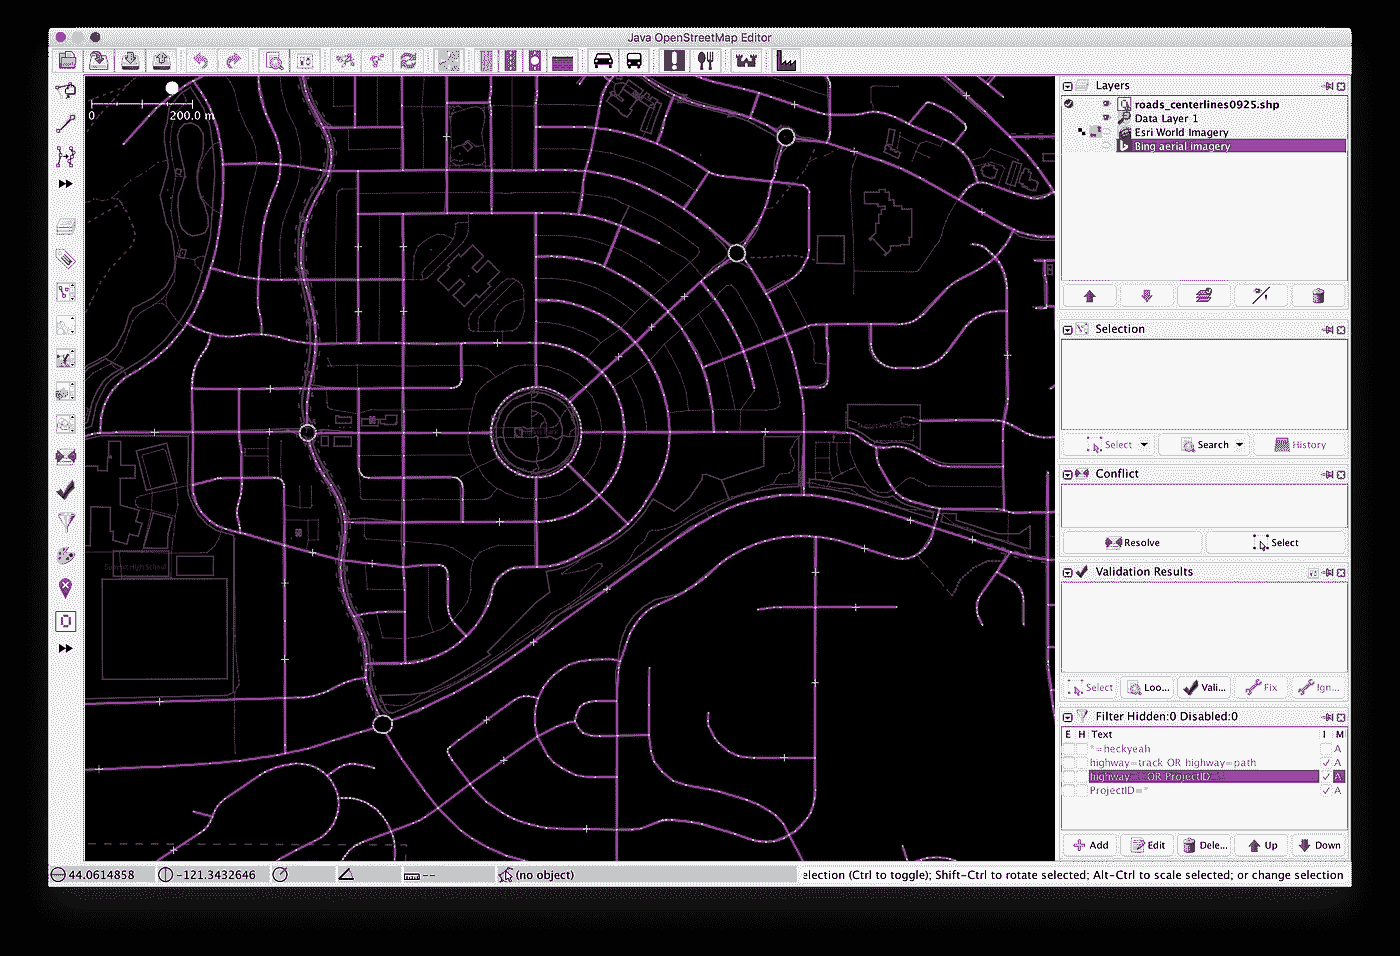 Java OpenStreetMap Editor
0
200.0 m
Summit High School
Layers
roads_centerlines0925.shp
Data Layer 1
Esri World Imagery
Bing aerial imagery
Selection
Select
Search
History
Conflict
Resolve
Select
Validation Results
Select
Loo...
Vali...
Fix
Ign...
Filter Hidden:0 Disabled:0
E H Text I M
*=heckyeah A
highway=track OR highway=path A
highway= OR ProjectID A
ProjectID=* A
Add
Edit
Dele...
Up
Down
44.0614858
-121.3432646
--
(no object)
election (Ctrl to toggle); Shift-Ctrl to rotate selected; Alt-Ctrl to scale selected; or change selection